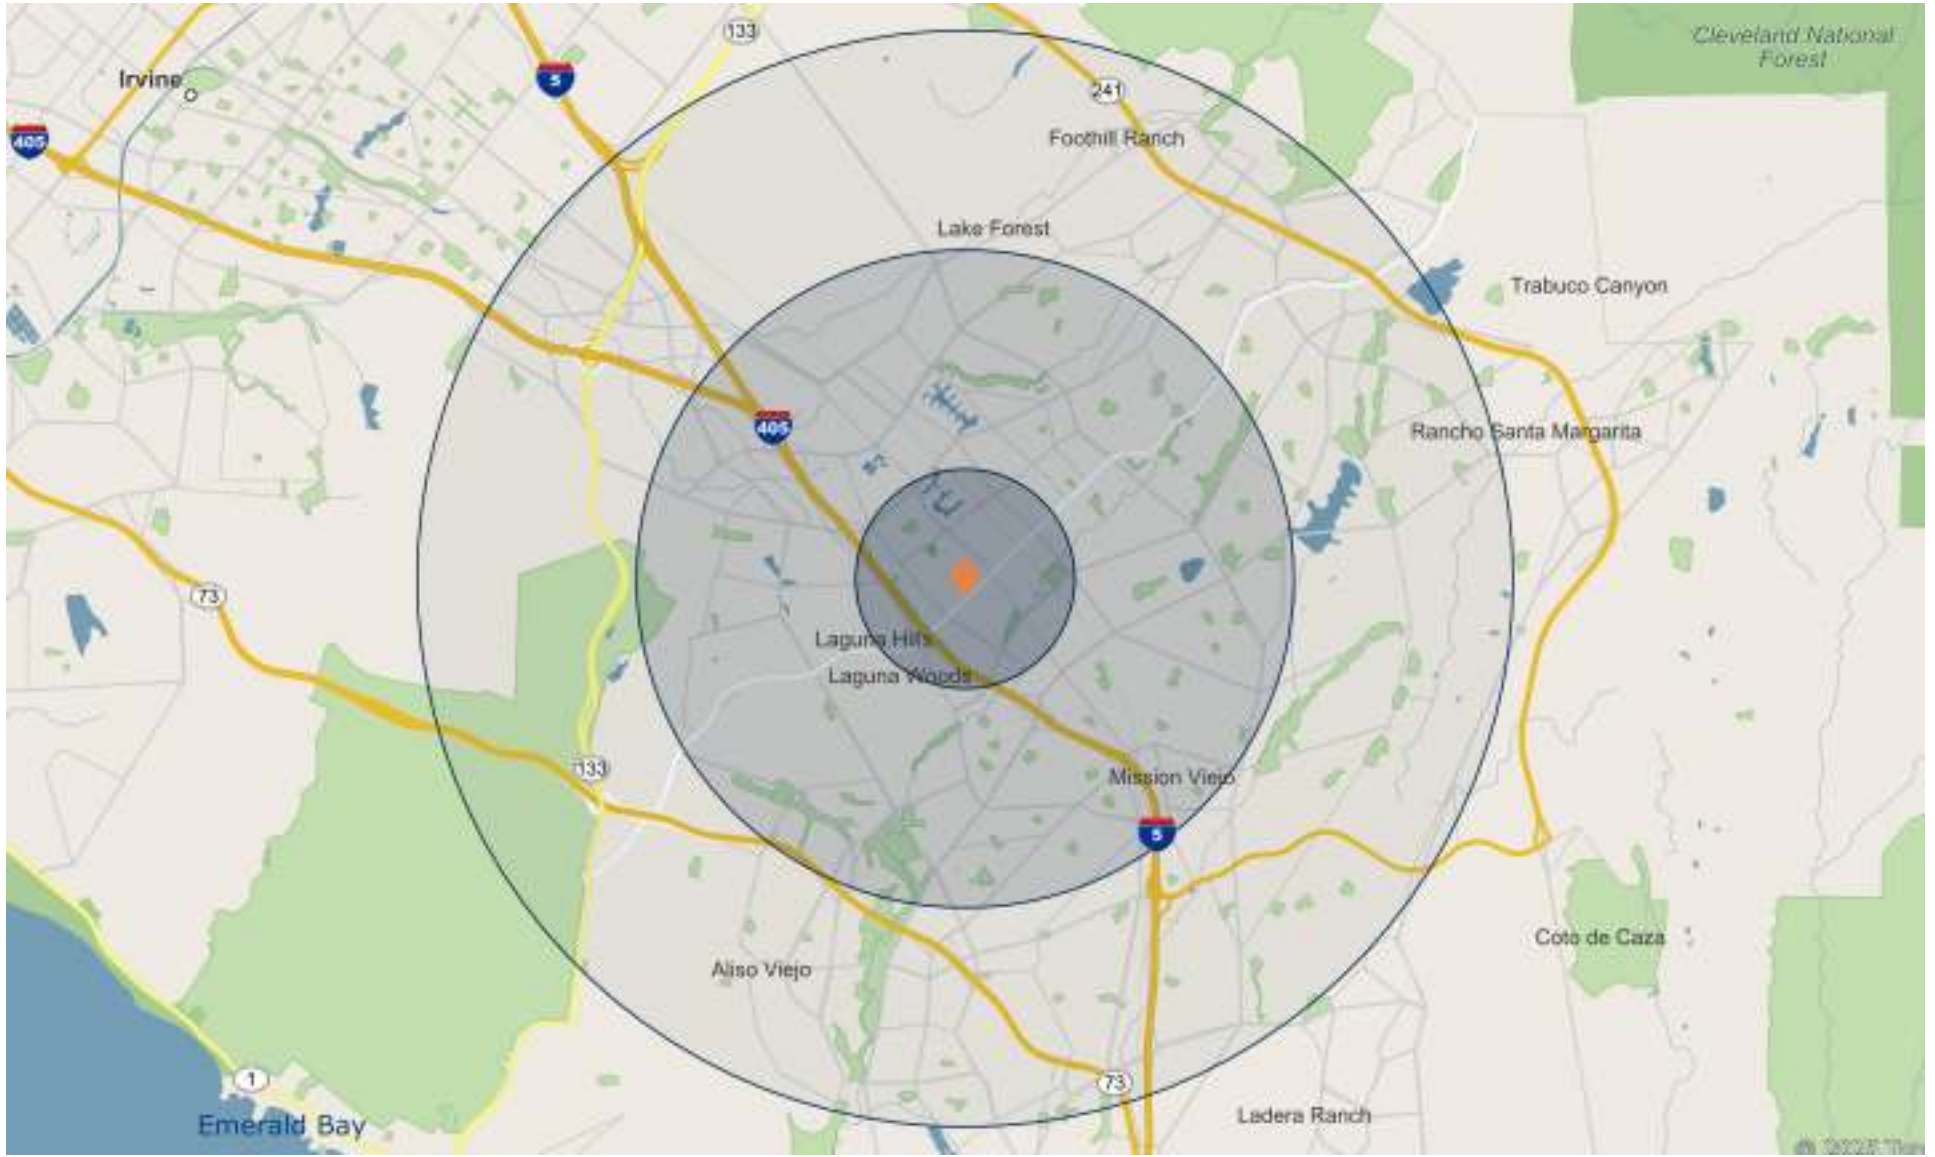 133
Cleveland National
Forest
Irvine
5
241
405
Foothill Ranch
Lake Forest
Trabuco Canyon
405
Rancho Santa Margarita
73
Laguna Hills
Laguna Woods
133
Mission Viejo
5
Coto de Caza
Aliso Viejo
1
73
Ladera Ranch
Emerald Bay